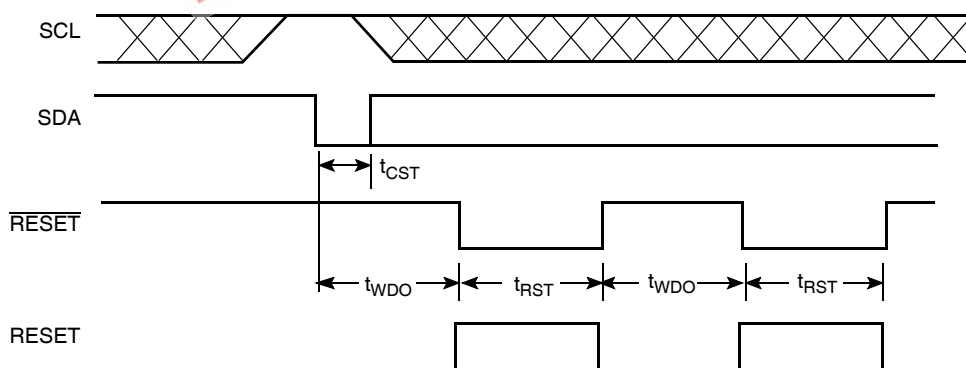 SCL
SDA
tCST
RESET
tWDO tRST tWDO tRST
RESET